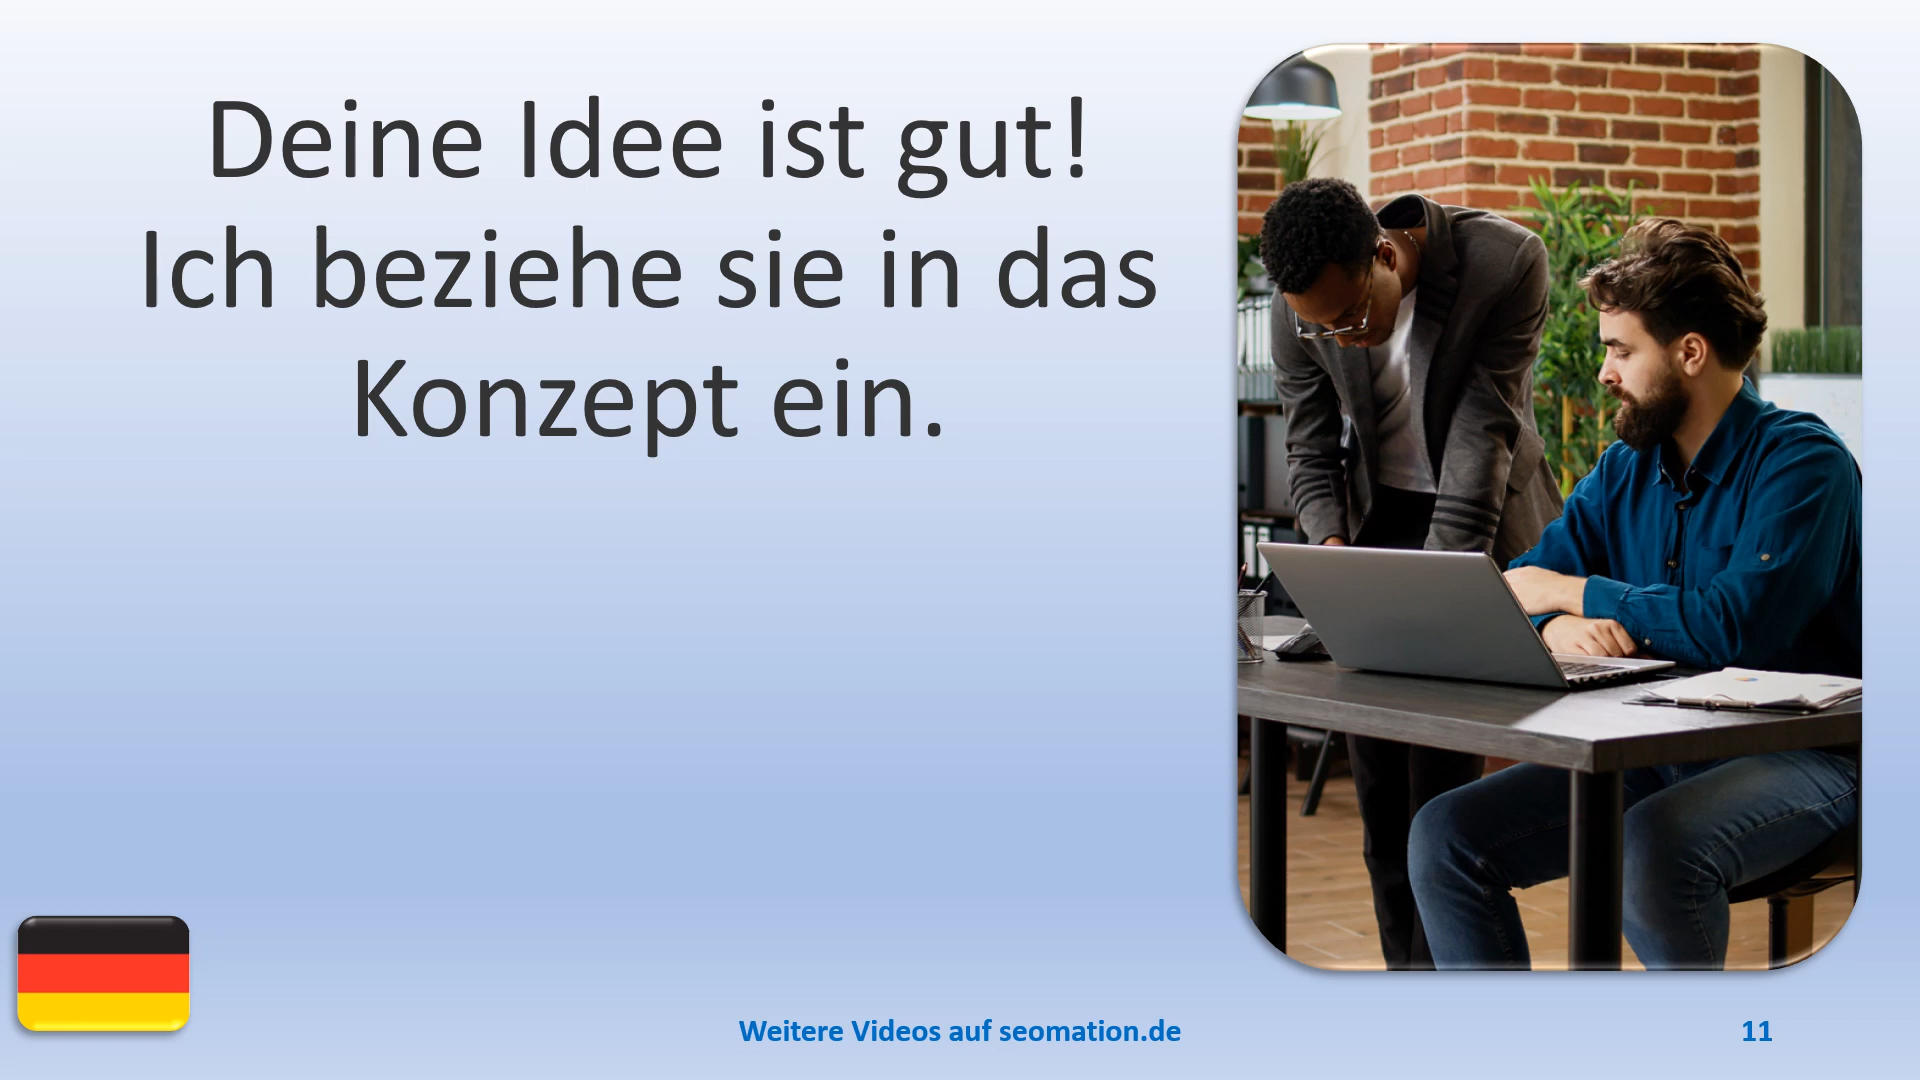 Deine Idee ist gut!
Ich beziehe sie in das
Konzept ein.
Weitere Videos auf seomation.de
11